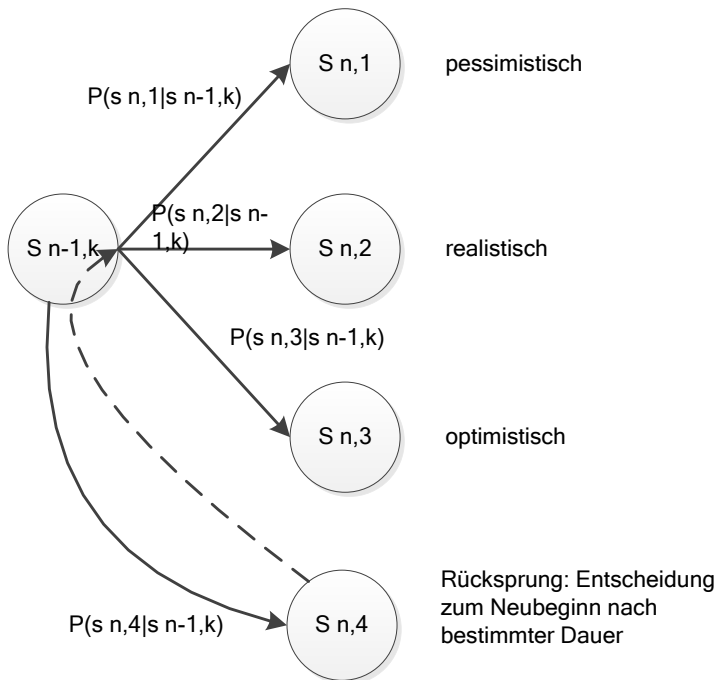 S n,1
pessimistisch
P(s n,1|s n-1,k)
P(s n,2|s n-
1,k)
S n-1,k
S n,2
realistisch
P(s n,3|s n-1,k)
S n,3
optimistisch
Rücksprung: Entscheidung
zum Neubeginn nach
bestimmter Dauer
S n,4
P(s n,4|s n-1,k)